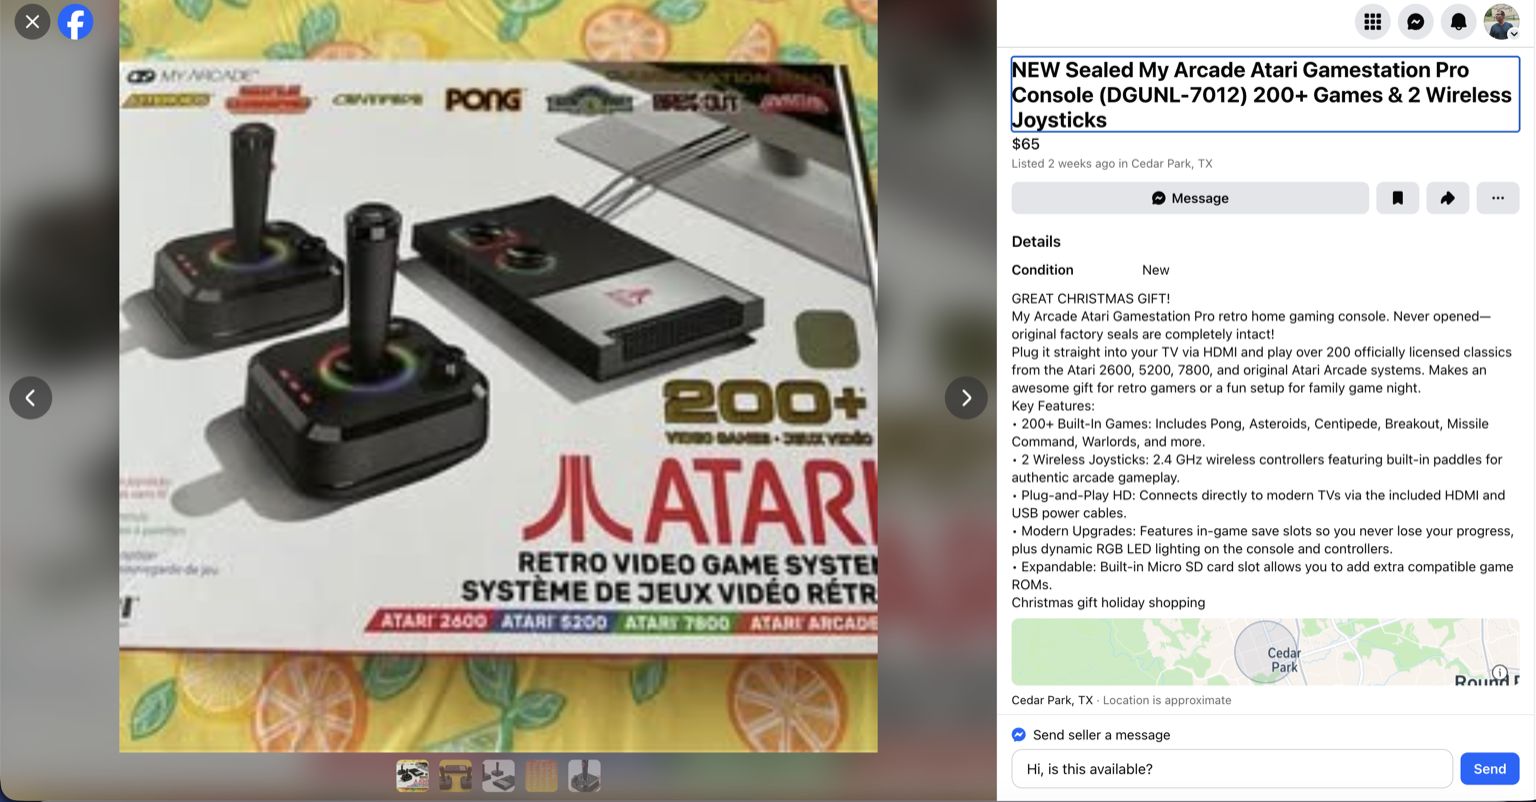 MY ARCADE
ASTEROIDS
CENTIPEDE
PONG
BREAKOUT
200+
VIDEO GAMES • JEUX VIDÉO
ATARI
RETRO VIDEO GAME SYSTE
SYSTÈME DE JEUX VIDÉO RÉTR
ATARI 2600 ATARI 5200 ATARI 7800 ATARI ARCADE
NEW Sealed My Arcade Atari Gamestation Pro
Console (DGUNL-7012) 200+ Games & 2 Wireless
Joysticks
$65
Listed 2 weeks ago in Cedar Park, TX
Message
Details
Condition New
GREAT CHRISTMAS GIFT!
My Arcade Atari Gamestation Pro retro home gaming console. Never opened—
original factory seals are completely intact!
Plug it straight into your TV via HDMI and play over 200 officially licensed classics
from the Atari 2600, 5200, 7800, and original Atari Arcade systems. Makes an
awesome gift for retro gamers or a fun setup for family game night.
Key Features:
• 200+ Built-In Games: Includes Pong, Asteroids, Centipede, Breakout, Missile
Command, Warlords, and more.
• 2 Wireless Joysticks: 2.4 GHz wireless controllers featuring built-in paddles for
authentic arcade gameplay.
• Plug-and-Play HD: Connects directly to modern TVs via the included HDMI and
USB power cables.
• Modern Upgrades: Features in-game save slots so you never lose your progress,
plus dynamic RGB LED lighting on the console and controllers.
• Expandable: Built-in Micro SD card slot allows you to add extra compatible game
ROMs.
Christmas gift holiday shopping
Cedar
Park
Round
Cedar Park, TX · Location is approximate
Send seller a message
Hi, is this available?
Send